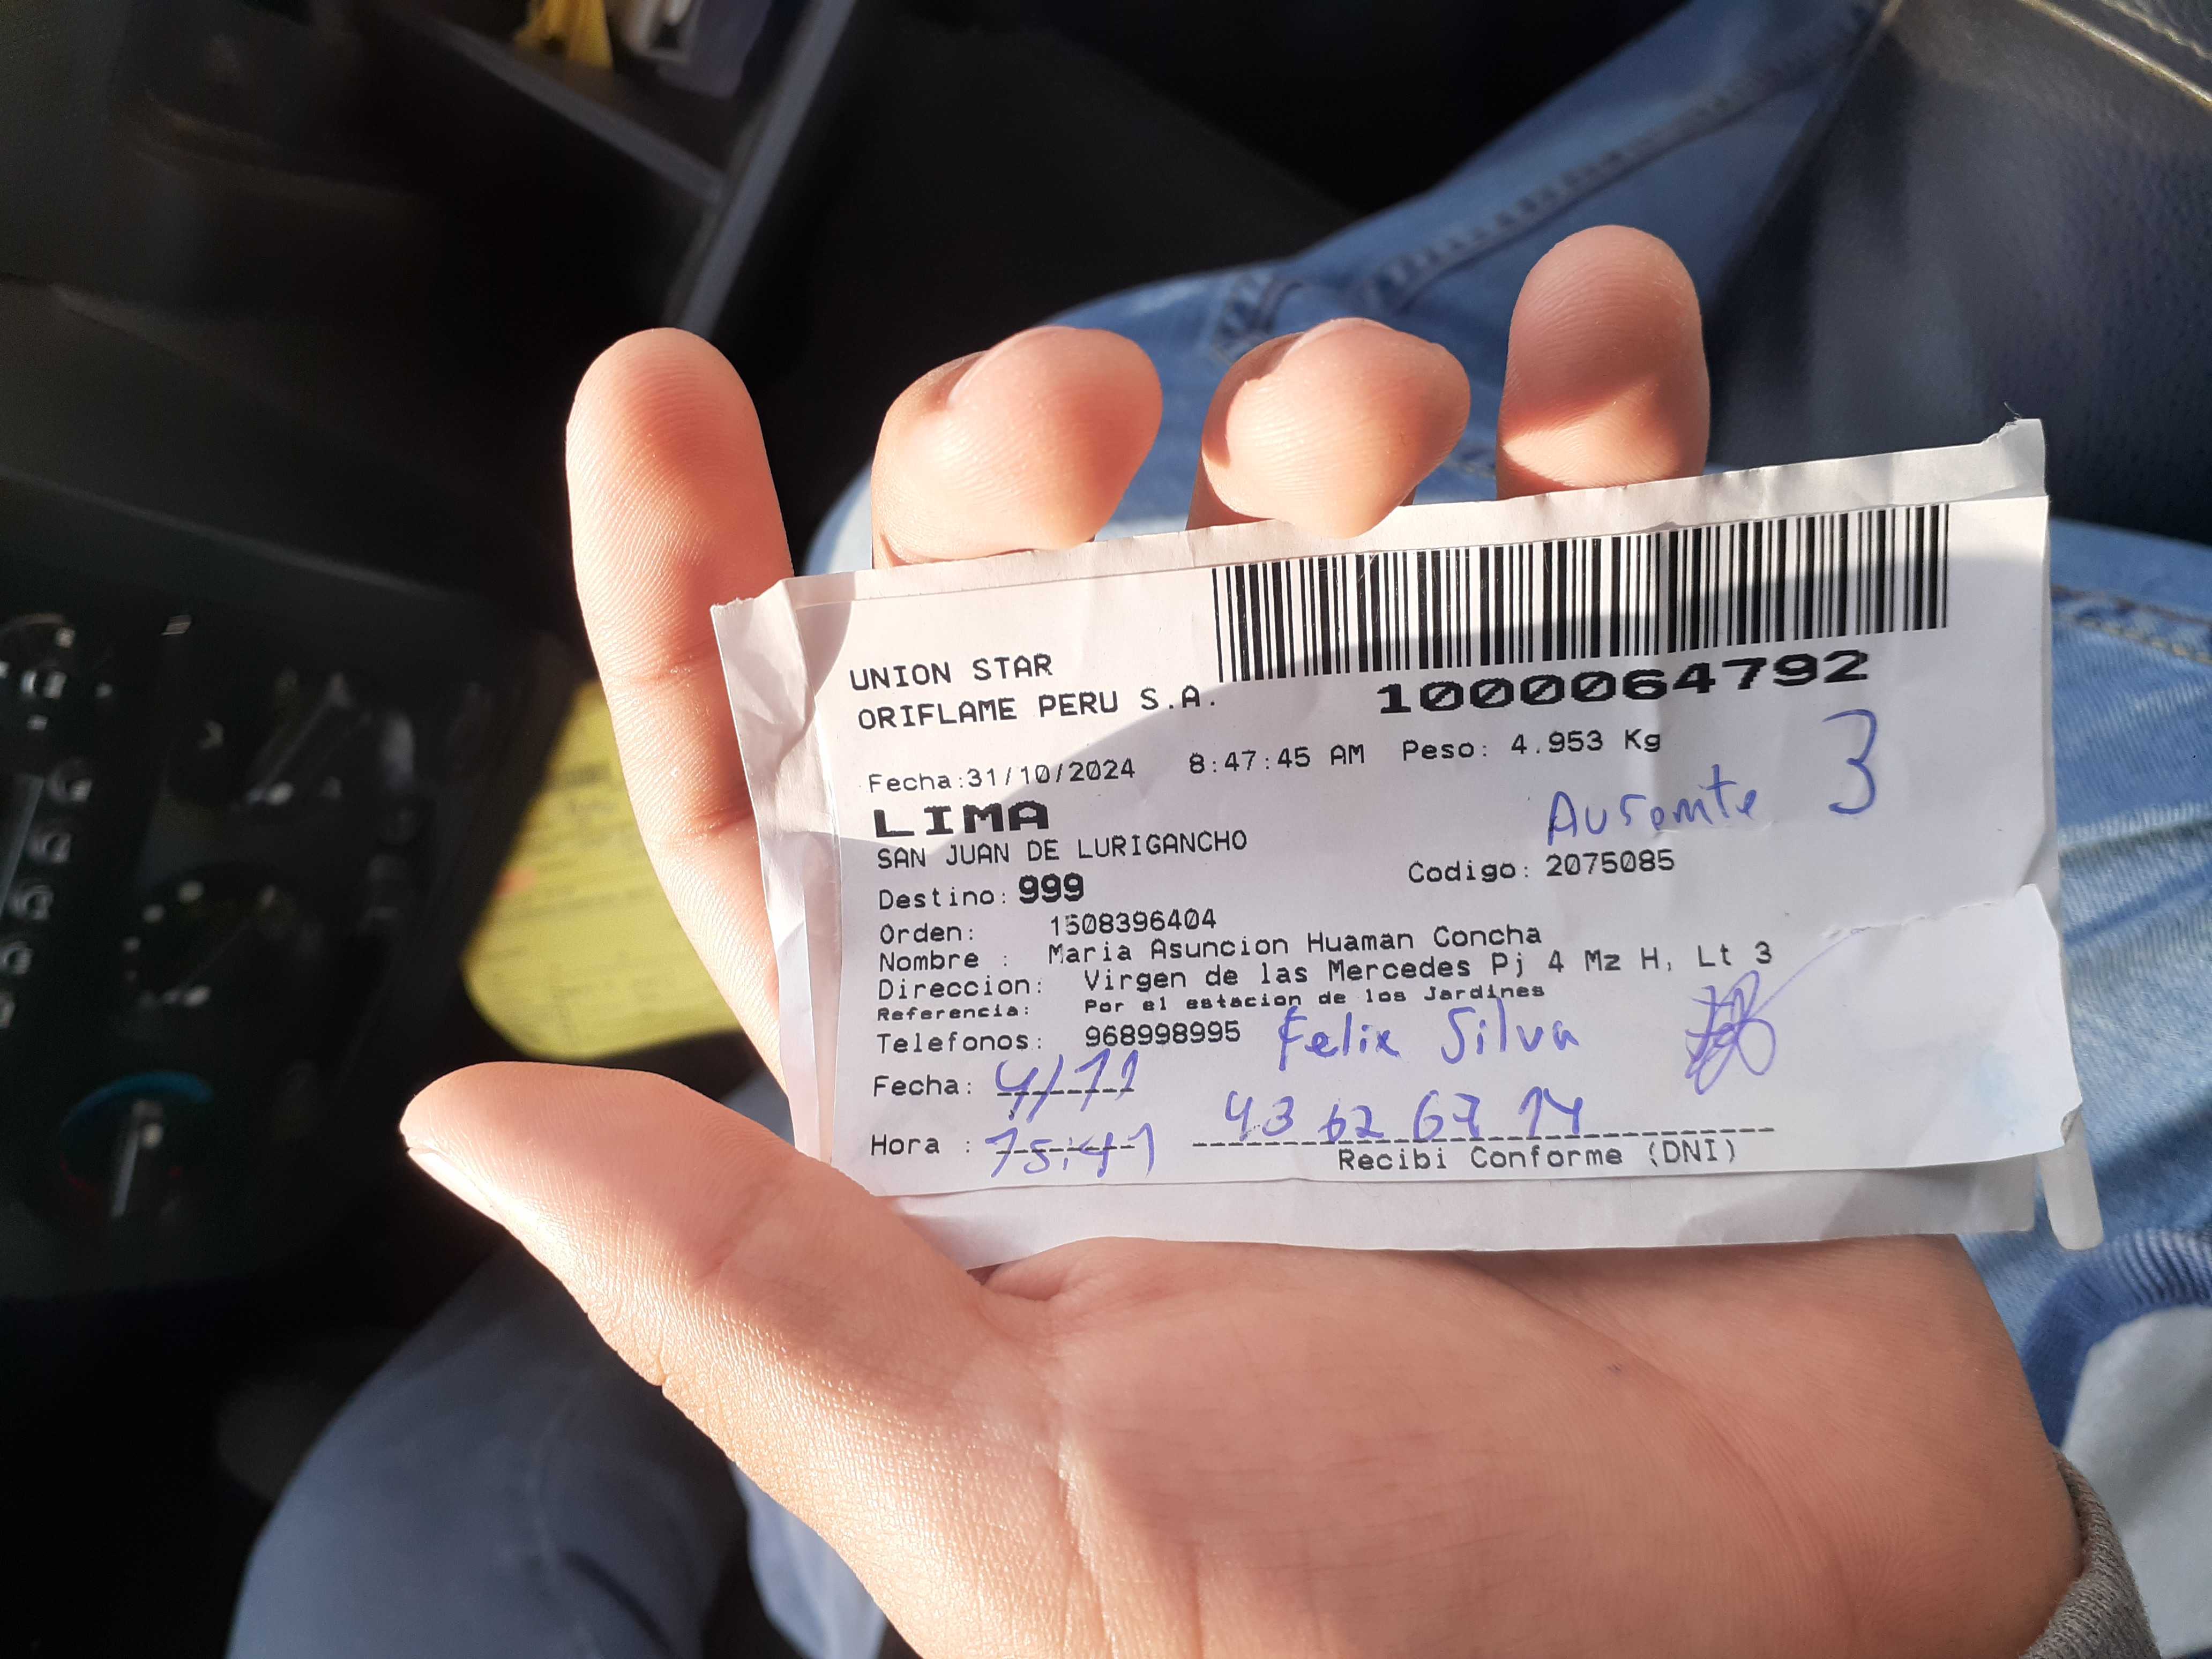 1000064792
UNION STAR
ORIFLAME PERU S.A.
Fecha:31/10/2024 8:47:45 AM Peso: 4.953 Kg
LIMA
Ausente 3
SAN JUAN DE LURIGANCHO
Destino: 999 Codigo: 2075085
Orden: 1508396404
Nombre : Maria Asuncion Huaman Concha
Direccion: Virgen de las Mercedes Pj 4 Mz H, Lt 3
Referencia: Por el estacion de los Jardines
Telefonos: 968998995 Felix Silva
Fecha: 4/11
Hora : 15:41 43 62 67 14
Recibi Conforme (DNI)